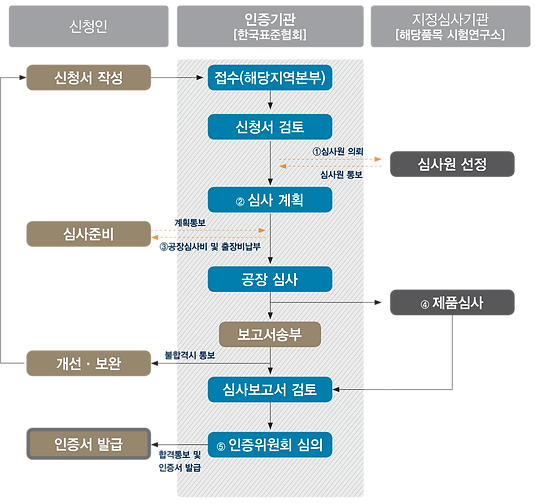 신청인
인증기관
[한국표준협회]
지정심사기관
[해당품목 시험연구소]
신청서 작성
접수(해당지역본부)
신청서 검토
①심사원 의뢰
심사원 통보
심사원 선정
② 심사 계획
계획통보
심사준비
③공장심사비 및 출장비납부
공장 심사
④ 제품심사
보고서송부
불합격시 통보
개선 · 보완
심사보고서 검토
인증서 발급
⑤ 인증위원회 심의
합격통보 및
인증서 발급